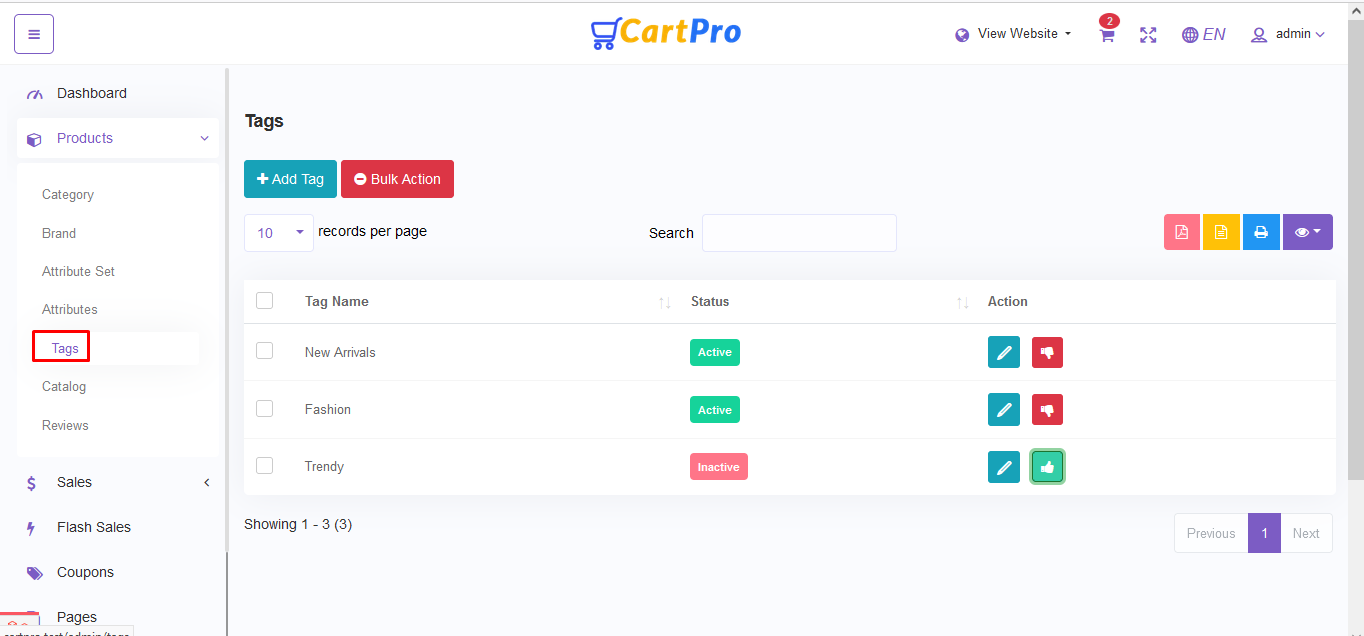 CartPro
View Website
2
EN
admin
Dashboard
Products
Category
Brand
Attribute Set
Attributes
Tags
Catalog
Reviews
Sales
Flash Sales
Coupons
Pages
Tags
Add Tag
Bulk Action
10 records per page
Search
Tag Name Status Action
New Arrivals Active
Fashion Active
Trendy Inactive
Showing 1 - 3 (3)
Previous 1 Next